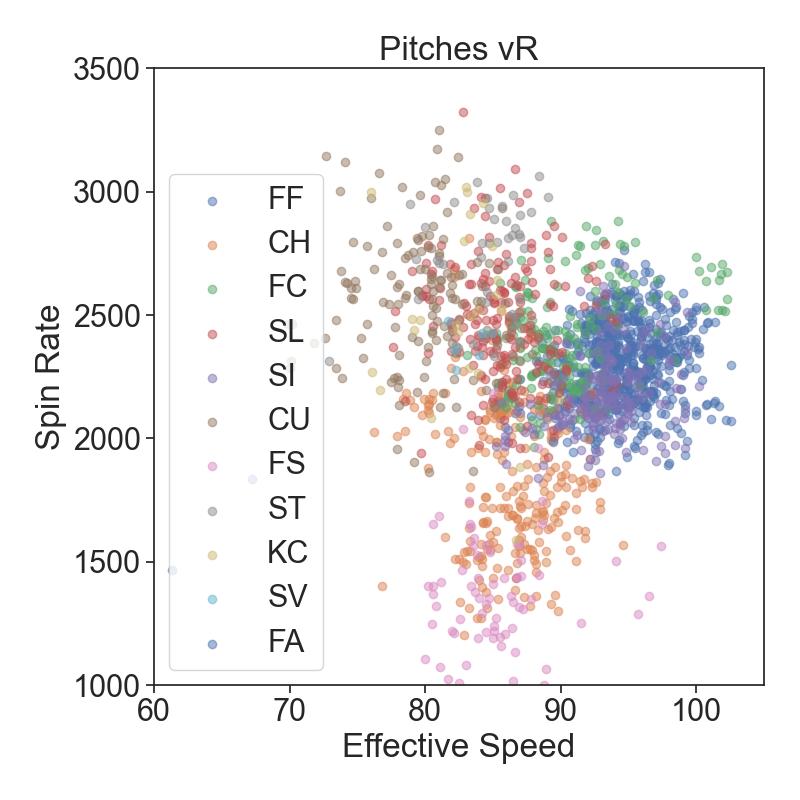 Pitches vR
3500
3000
2500
2000
1500
1000
Spin Rate
FF
CH
FC
SL
SI
CU
FS
ST
KC
SV
FA
60 70 80 90 100
Effective Speed